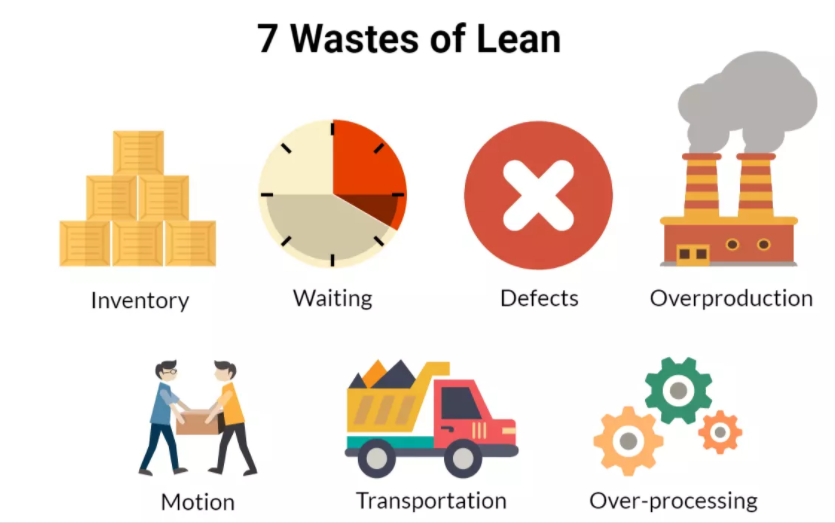 7 Wastes of Lean
Inventory
Waiting
Defects
Overproduction
Motion
Transportation
Over-processing